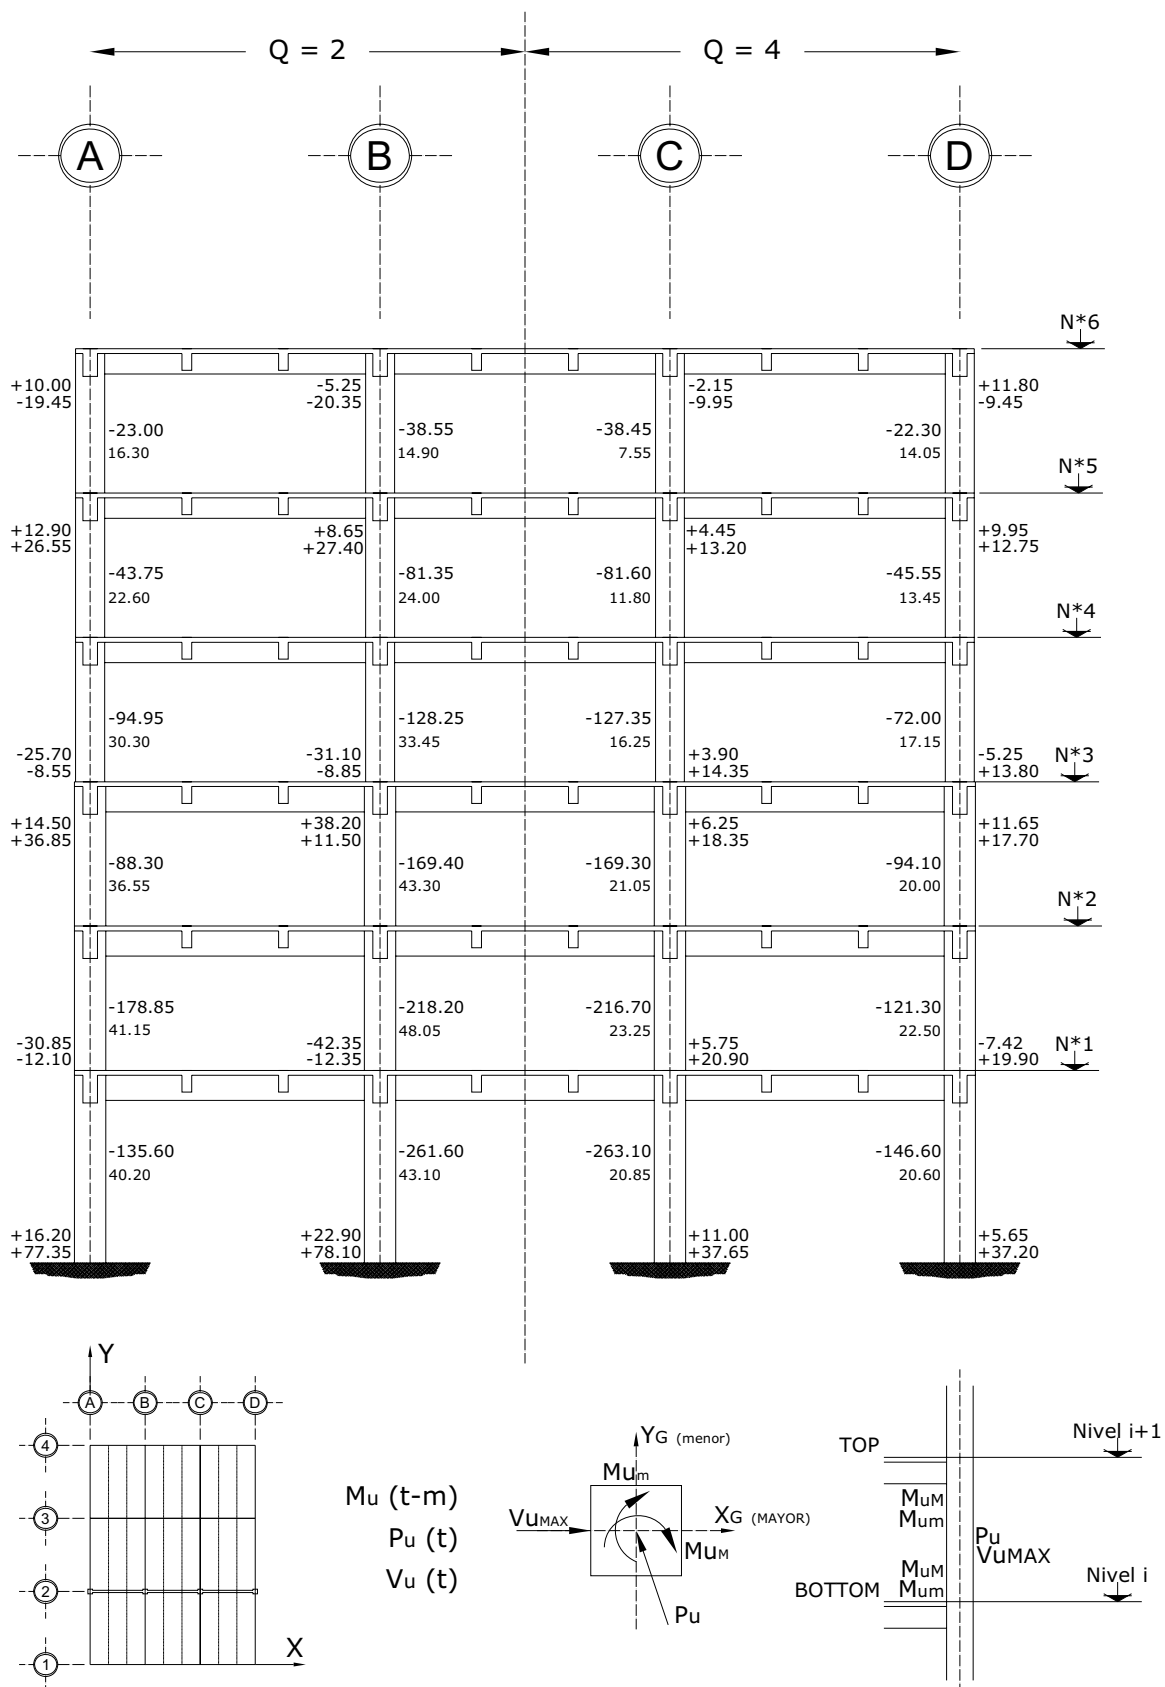 Q = 2
Q = 4
A
B
C
D
N*6
+10.00
-19.45
-5.25
-20.35
-2.15
-9.95
+11.80
-9.45
-23.00
16.30
-38.55
14.90
-38.45
7.55
-22.30
14.05
N*5
+12.90
+26.55
+8.65
+27.40
+4.45
+13.20
+9.95
+12.75
-43.75
22.60
-81.35
24.00
-81.60
11.80
-45.55
13.45
N*4
-94.95
30.30
-128.25
33.45
-127.35
16.25
-72.00
17.15
-25.70
-8.55
-31.10
-8.85
+3.90
+14.35
-5.25
+13.80
N*3
+14.50
+36.85
+38.20
+11.50
+6.25
+18.35
+11.65
+17.70
-88.30
36.55
-169.40
43.30
-169.30
21.05
-94.10
20.00
N*2
-178.85
41.15
-218.20
48.05
-216.70
23.25
-121.30
22.50
-30.85
-12.10
-42.35
-12.35
+5.75
+20.90
-7.42
+19.90
N*1
-135.60
40.20
-261.60
43.10
-263.10
20.85
-146.60
20.60
+16.20
+77.35
+22.90
+78.10
+11.00
+37.65
+5.65
+37.20
Y
A
B
C
D
4
3
2
1
X
Mu (t-m)
Pu (t)
Vu (t)
YG (menor)
Mum
VuMAX
XG (MAYOR)
MuM
Pu
TOP
Nivel i+1
MuM
Mum
Pu
VuMAX
MuM
Mum
BOTTOM
Nivel i